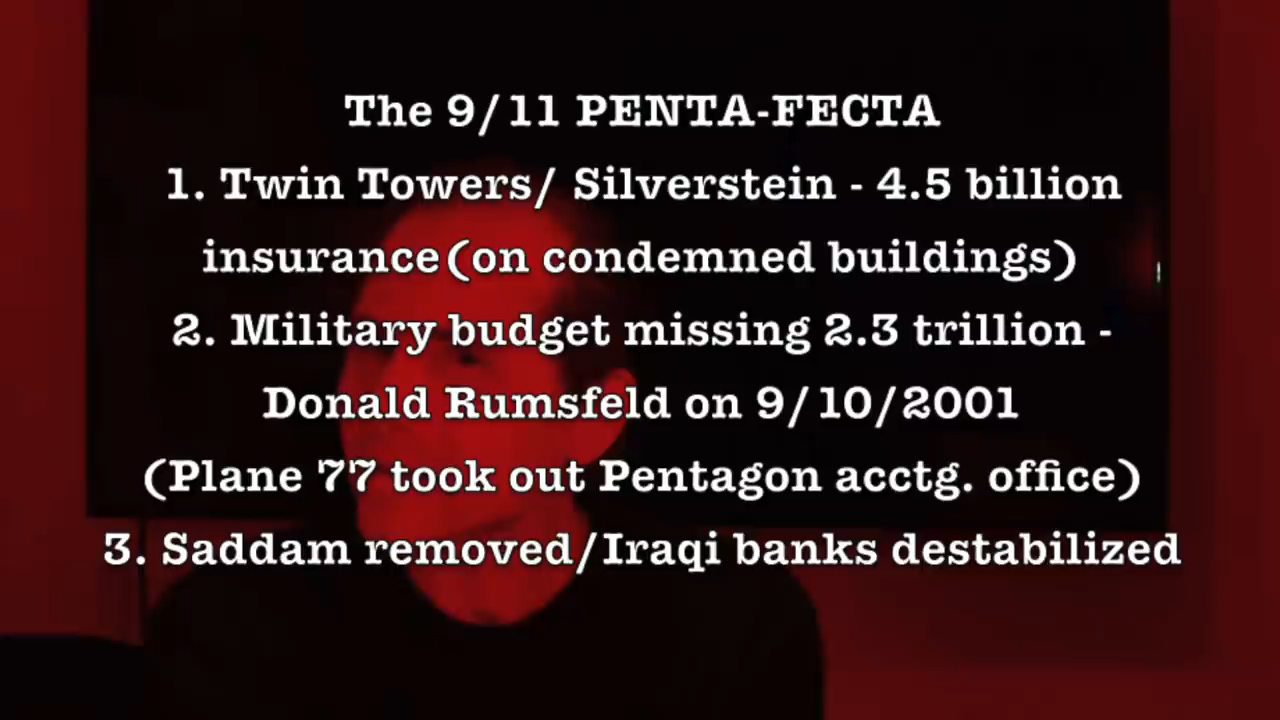 The 9/11 PENTA-FECTA
1. Twin Towers/ Silverstein - 4.5 billion
insurance(on condemned buildings)
2. Military budget missing 2.3 trillion -
Donald Rumsfeld on 9/10/2001
(Plane 77 took out Pentagon acctg. office)
3. Saddam removed/Iraqi banks destabilized